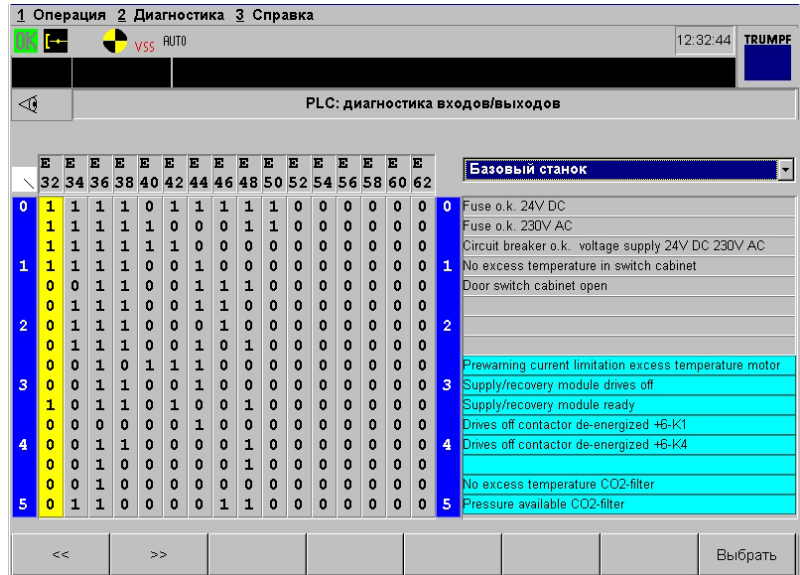 1 Операция 2 Диагностика 3 Справка
OK VSS AUTO 12:32:44 TRUMPF
PLC: диагностика входов/выходов
E E E E E E E E E E E E E E E E
32 34 36 38 40 42 44 46 48 50 52 54 56 58 60 62 Базовый станок
0 1 1 1 1 0 1 1 1 1 1 0 0 0 0 0 0 0 Fuse o.k. 24V DC
1 1 1 1 1 0 0 0 1 1 0 0 0 0 0 0 Fuse o.k. 230V AC
1 1 1 1 1 1 0 0 0 0 0 0 0 0 0 0 Circuit breaker o.k. voltage supply 24V DC 230V AC
1 1 1 1 1 0 0 1 0 0 0 0 0 0 0 0 0 1 No excess temperature in switch cabinet
0 0 1 1 0 0 1 1 1 0 0 0 0 0 0 0 Door switch cabinet open
0 1 1 1 0 0 1 1 0 0 0 0 0 0 0 0
2 0 1 1 1 0 0 0 1 0 0 0 0 0 0 0 0 2
0 1 1 1 0 0 1 0 1 0 0 0 0 0 0 0
0 0 1 0 1 1 1 0 0 0 0 0 0 0 0 0 Prewarning current limitation excess temperature motor
3 0 0 1 1 0 0 1 0 0 0 0 0 0 0 0 0 3 Supply/recovery module drives off
1 0 1 1 0 1 0 0 1 0 0 0 0 0 0 0 Supply/recovery module ready
0 0 0 0 0 0 1 0 0 0 0 0 0 0 0 0 Drives off contactor de-energized +6-K1
4 0 0 1 1 0 0 0 0 1 0 0 0 0 0 0 0 4 Drives off contactor de-energized +6-K4
0 0 1 0 0 0 0 0 1 0 0 0 0 0 0 0
0 0 1 0 0 0 0 0 0 0 0 0 0 0 0 0 No excess temperature CO2-filter
5 0 1 1 0 0 0 0 1 1 0 0 0 0 0 0 0 5 Pressure available CO2-filter
<< >> Выбрать